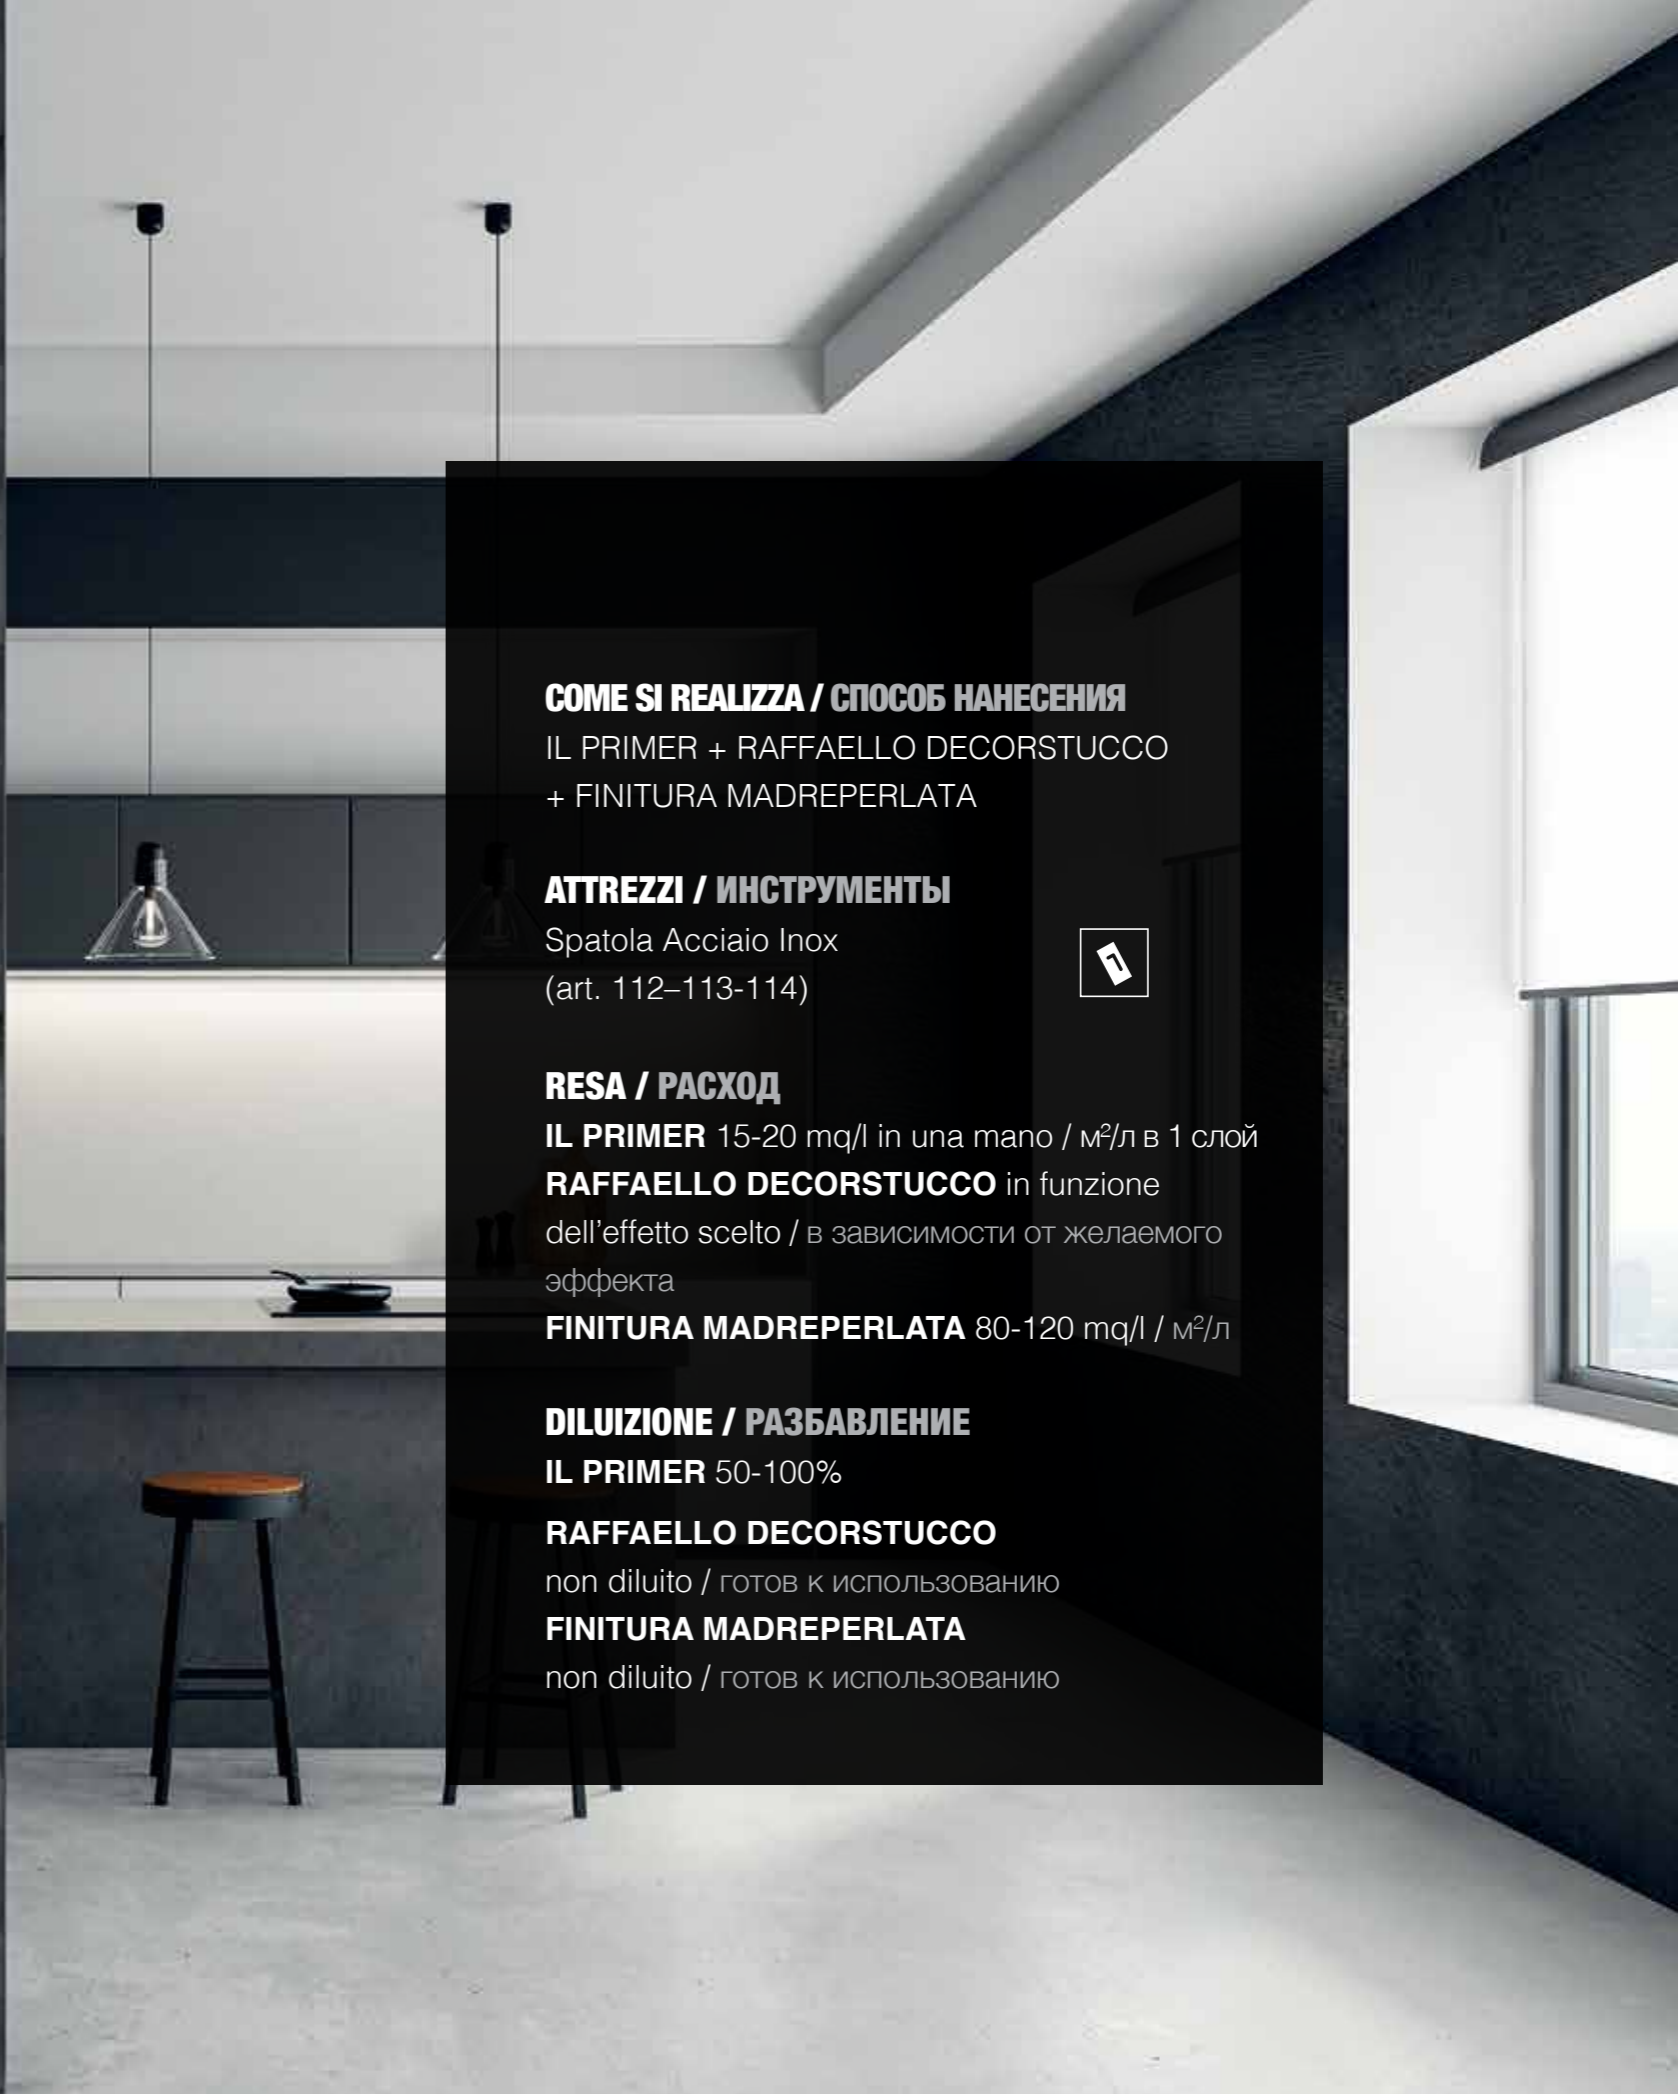 COME SI REALIZZA / СПОСОБ НАНЕСЕНИЯ
IL PRIMER + RAFFAELLO DECORSTUCCO
+ FINITURA MADREPERLATA
ATTREZZI / ИНСТРУМЕНТЫ
Spatola Acciaio Inox
(art. 112–113-114)
RESA / РАСХОД
IL PRIMER 15-20 mq/l in una mano / м²/л в 1 слой
RAFFAELLO DECORSTUCCO in funzione
dell’effetto scelto / в зависимости от желаемого
эффекта
FINITURA MADREPERLATA 80-120 mq/l / м²/л
DILUIZIONE / РАЗБАВЛЕНИЕ
IL PRIMER 50-100%
RAFFAELLO DECORSTUCCO
non diluito / готов к использованию
FINITURA MADREPERLATA
non diluito / готов к использованию